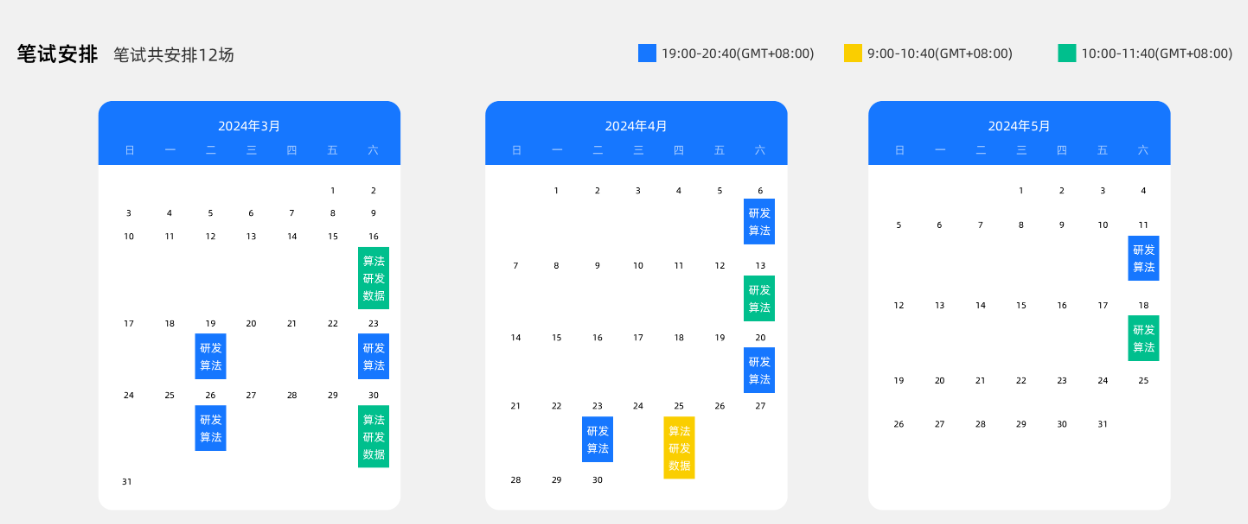 笔试安排 笔试共安排12场
19:00-20:40(GMT+08:00) 9:00-10:40(GMT+08:00) 10:00-11:40(GMT+08:00)
2024年3月
日 一 二 三 四 五 六
1 2
3 4 5 6 7 8 9
10 11 12 13 14 15 16
算法
研发
数据
17 18 19 20 21 22 23
研发 研发
算法 算法
24 25 26 27 28 29 30
研发 算法
算法 研发
数据
31
2024年4月
日 一 二 三 四 五 六
1 2 3 4 5 6
研发
算法
7 8 9 10 11 12 13
研发
算法
14 15 16 17 18 19 20
研发
算法
21 22 23 24 25 26 27
研发 算法
算法 研发
数据
28 29 30
2024年5月
日 一 二 三 四 五 六
1 2 3 4
5 6 7 8 9 10 11
研发
算法
12 13 14 15 16 17 18
研发
算法
19 20 21 22 23 24 25
26 27 28 29 30 31